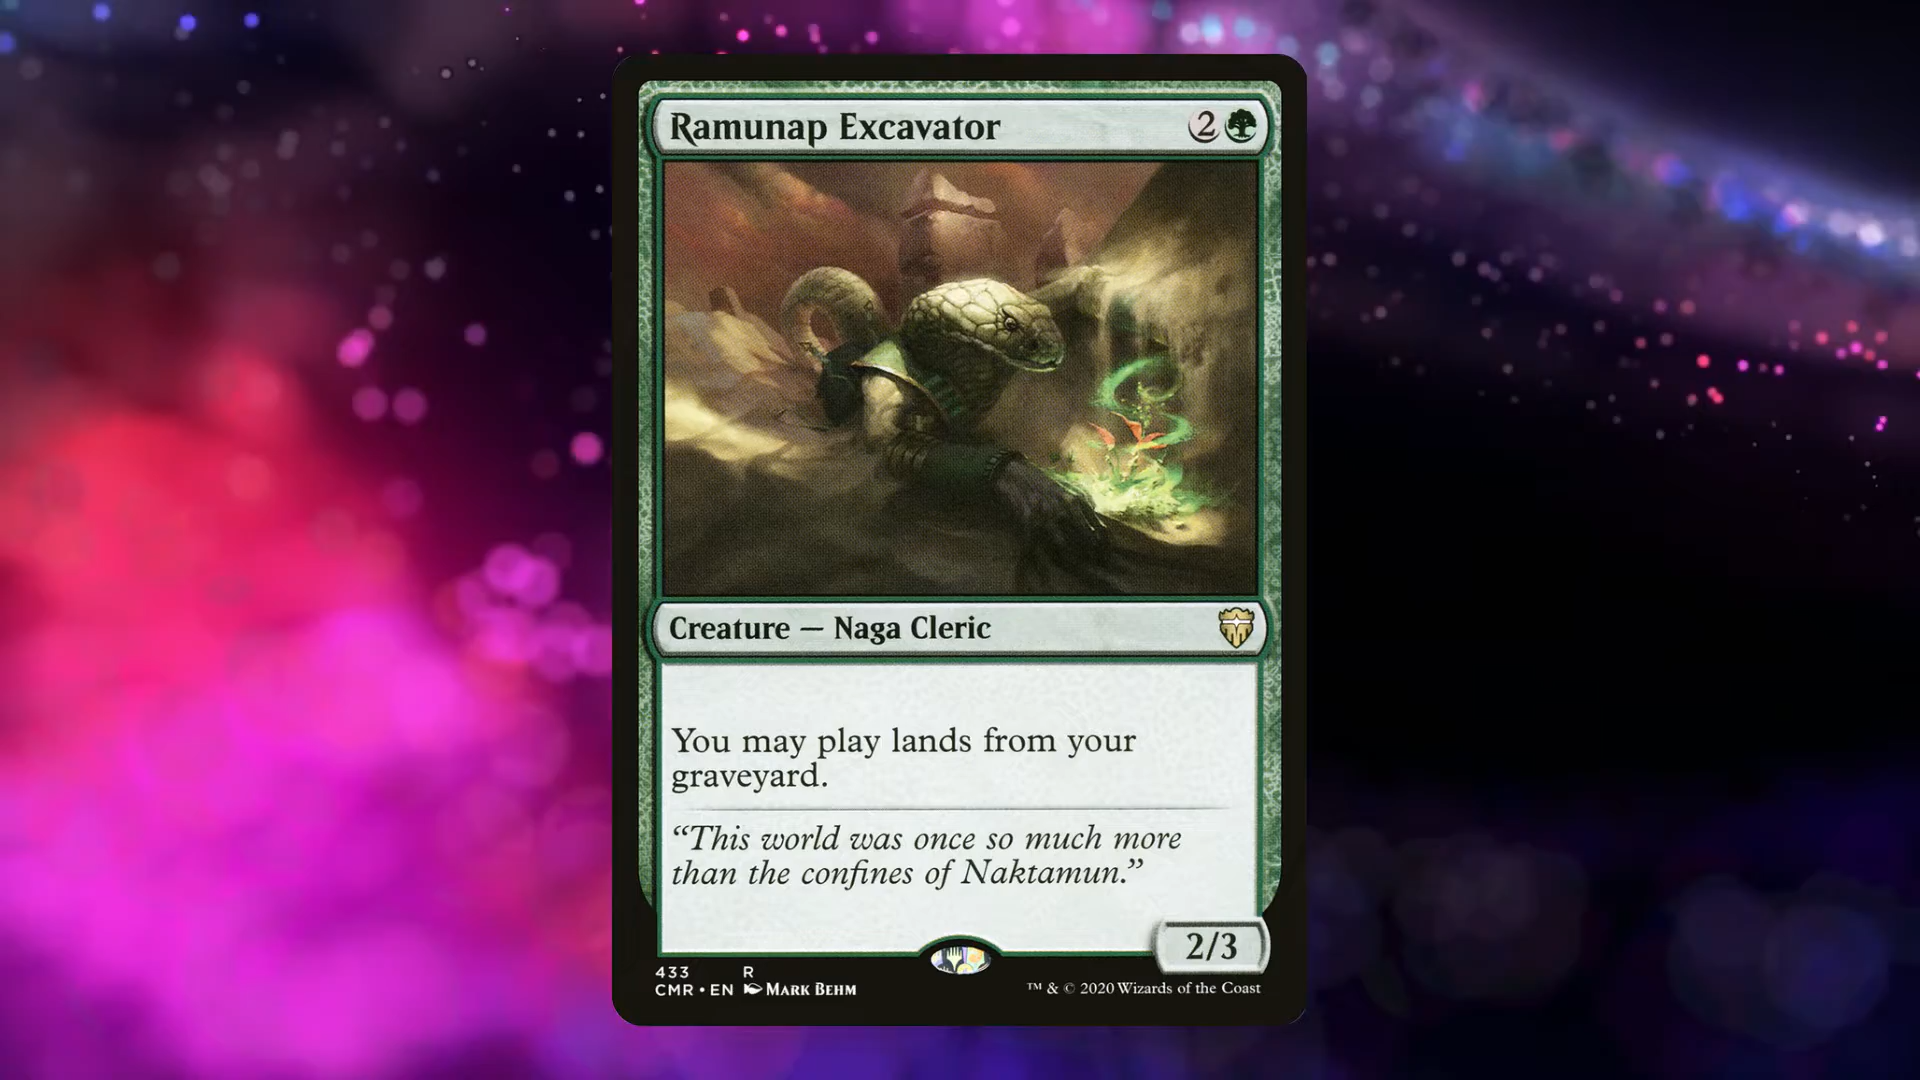 Ramunap Excavator 2
Creature — Naga Cleric
You may play lands from your
graveyard.
“This world was once so much more
than the confines of Naktamun.”
2/3
433 R
CMR • EN Mark Behm
™ & © 2020 Wizards of the Coast